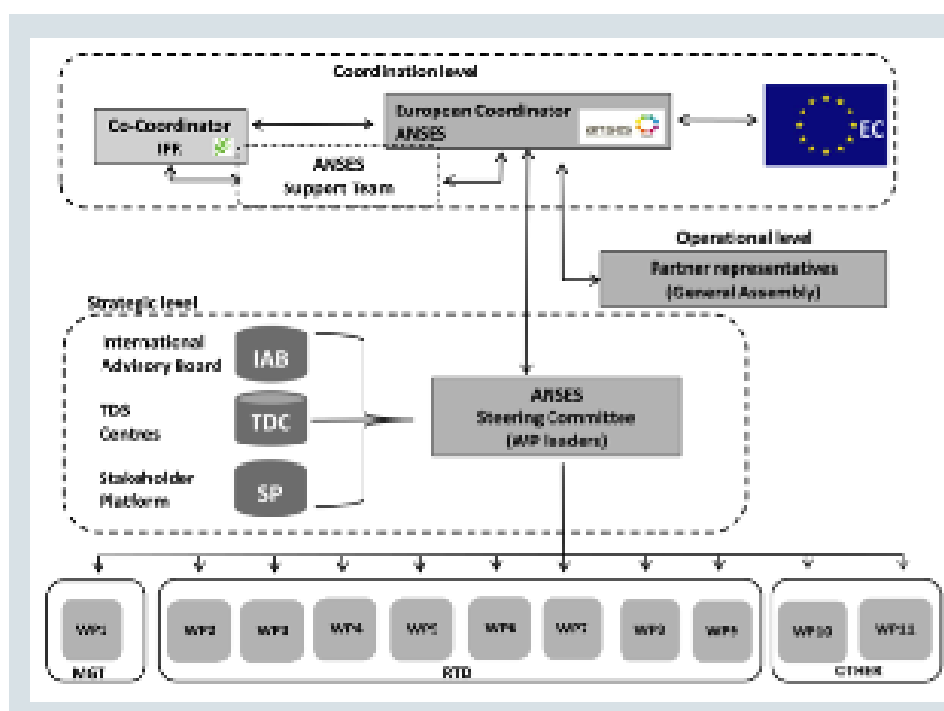 Coordination level
European Coordinator
ANSES
Co-Coordinator
IFR
EC
ANSES
Support Team
Operational level
Partner representatives
(General Assembly)
Strategic level
International
Advisory Board
IAB
TDS
Centres
TDC
Stakeholder
Platform
SP
ANSES
Steering Committee
(WP leaders)
WP1
WP2
WP3
WP4
WP5
WP6
WP7
WP8
WP9
WP10
WP11
MGT
RTD
OTHER